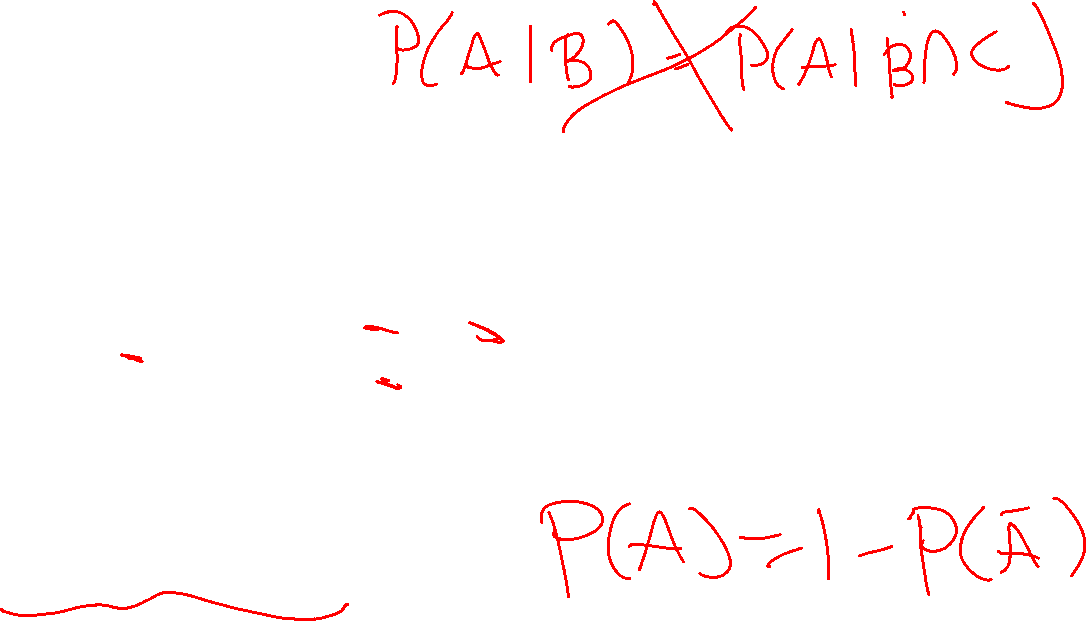 P(A|B) = P(A|B∩C)
P(A) = 1 - P(Ā)